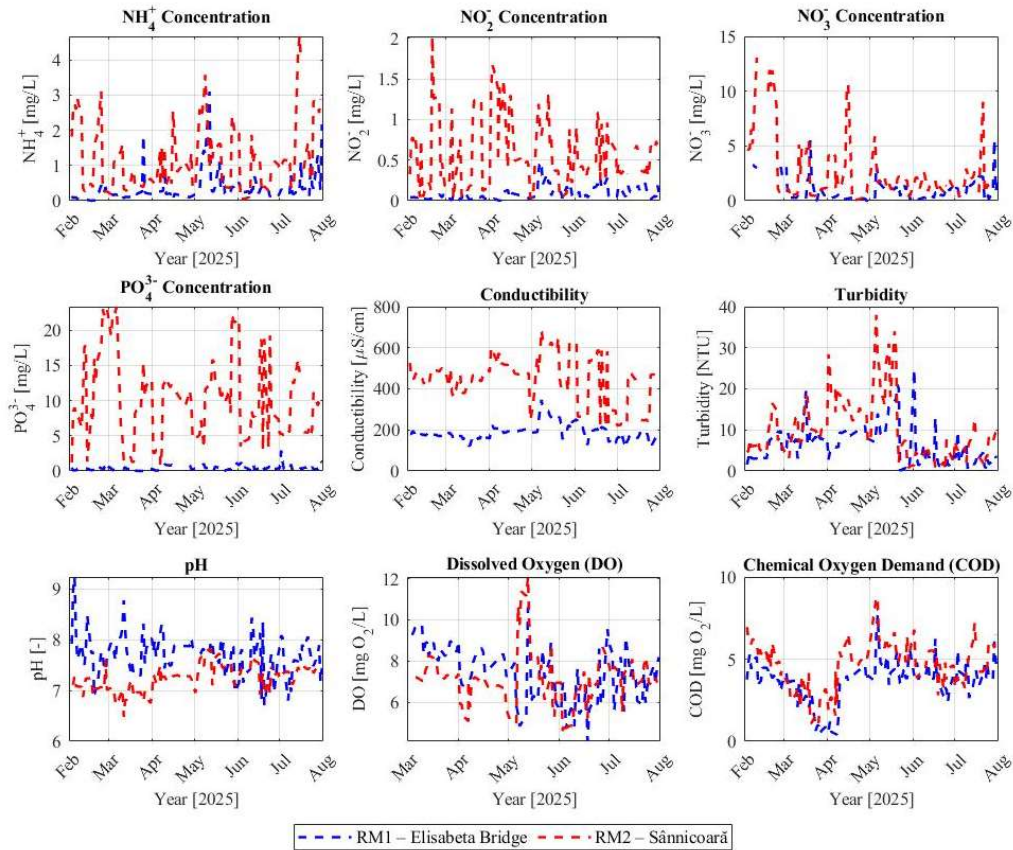 NH₄⁺ Concentration
NH₄⁺ [mg/L]
4
3
2
1
0
Feb Mar Apr May Jun Jul Aug
Year [2025]
NO₂⁻ Concentration
NO₂⁻ [mg/L]
2
1.5
1
0.5
0
Feb Mar Apr May Jun Jul Aug
Year [2025]
NO₃⁻ Concentration
NO₃⁻ [mg/L]
15
10
5
0
Feb Mar Apr May Jun Jul Aug
Year [2025]
PO₄³⁻ Concentration
PO₄³⁻ [mg/L]
20
15
10
5
0
Feb Mar Apr May Jun Jul Aug
Year [2025]
Conductibility
Conductibility [µS/cm]
800
600
400
200
0
Feb Mar Apr May Jun Jul Aug
Year [2025]
Turbidity
Turbidity [NTU]
40
30
20
10
0
Feb Mar Apr May Jun Jul Aug
Year [2025]
pH
pH [-]
9
8
7
6
Feb Mar Apr May Jun Jul Aug
Year [2025]
Dissolved Oxygen (DO)
DO [mg O₂/L]
12
10
8
6
Mar Apr May Jun Jul Aug
Year [2025]
Chemical Oxygen Demand (COD)
COD [mg O₂/L]
10
5
0
Feb Mar Apr May Jun Jul Aug
Year [2025]
RM1 – Elisabeta Bridge RM2 – Sânnicoară